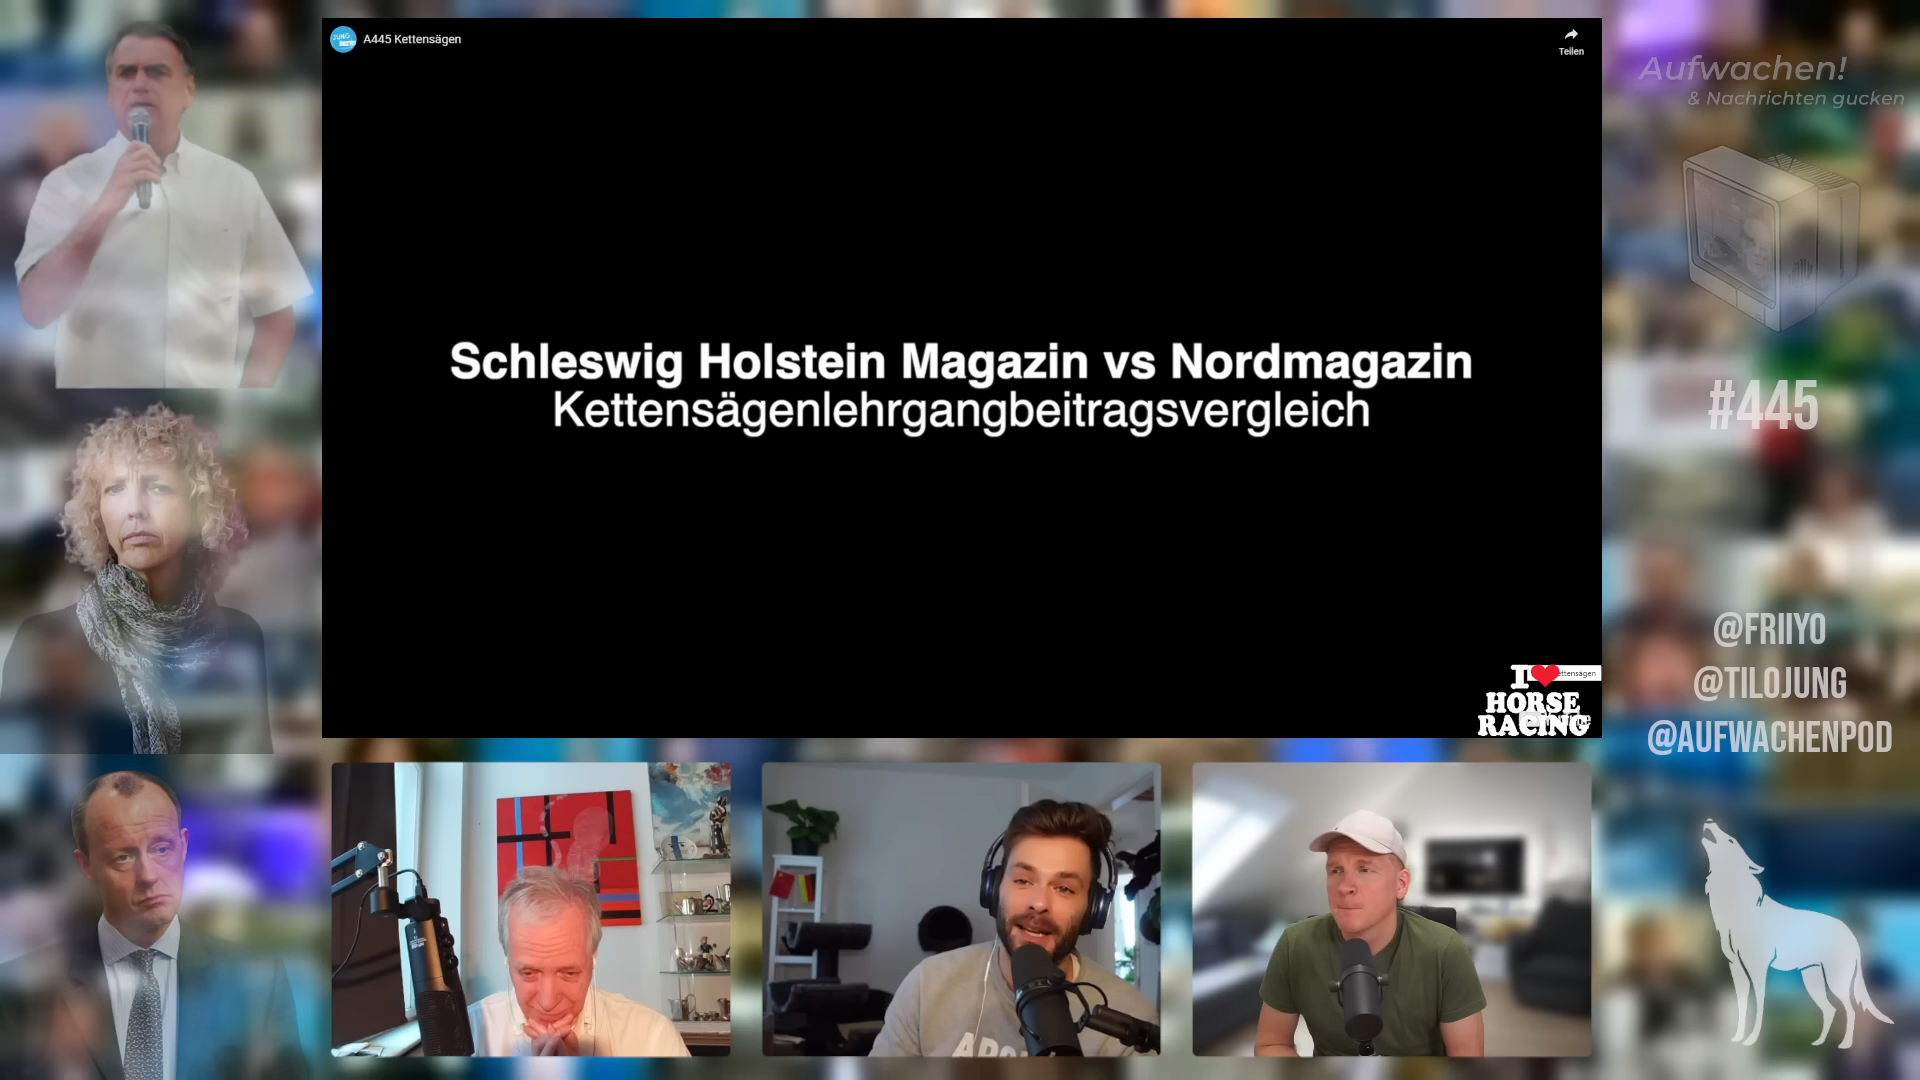 A445 Kettensägen
Teilen
Aufwachen!
& Nachrichten gucken
Schleswig Holstein Magazin vs Nordmagazin
Kettensägenlehrgangbeitragsvergleich
#445
@FRIIYO
@TILOJUNG
@AUFWACHENPOD
I
HORSE
RACING